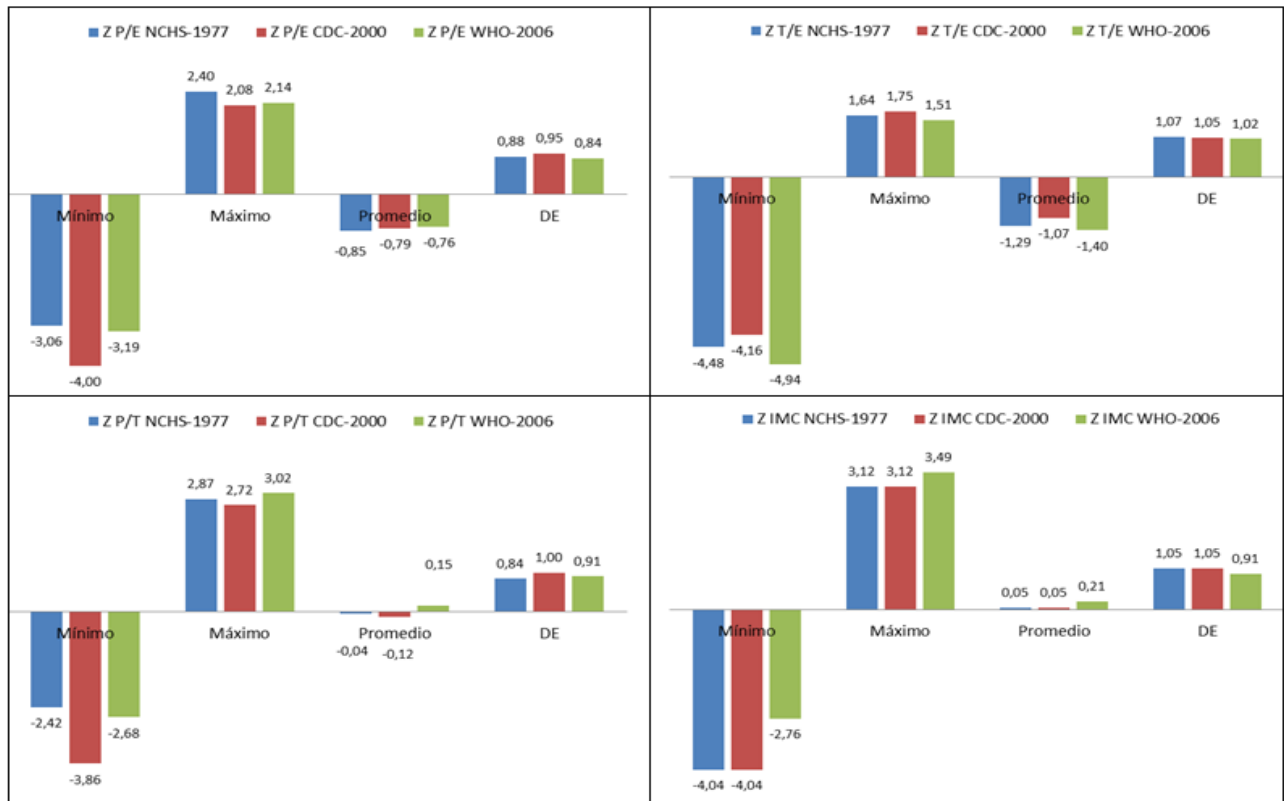 Z P/E NCHS-1977 Z P/E CDC-2000 Z P/E WHO-2006
2,40 2,08 2,14
0,88 0,95 0,84
Mínimo Máximo Promedio DE
-0,85 -0,79 -0,76
-3,06 -4,00 -3,19
Z T/E NCHS-1977 Z T/E CDC-2000 Z T/E WHO-2006
1,64 1,75 1,51
1,07 1,05 1,02
Mínimo Máximo Promedio DE
-1,29 -1,07 -1,40
-4,48 -4,16 -4,94
Z P/T NCHS-1977 Z P/T CDC-2000 Z P/T WHO-2006
2,87 2,72 3,02
0,15
0,84 1,00 0,91
Mínimo Máximo Promedio DE
-0,04 -0,12
-2,42 -3,86 -2,68
Z IMC NCHS-1977 Z IMC CDC-2000 Z IMC WHO-2006
3,12 3,12 3,49
0,05 0,05 0,21
1,05 1,05 0,91
Mínimo Máximo Promedio DE
-4,04 -4,04 -2,76